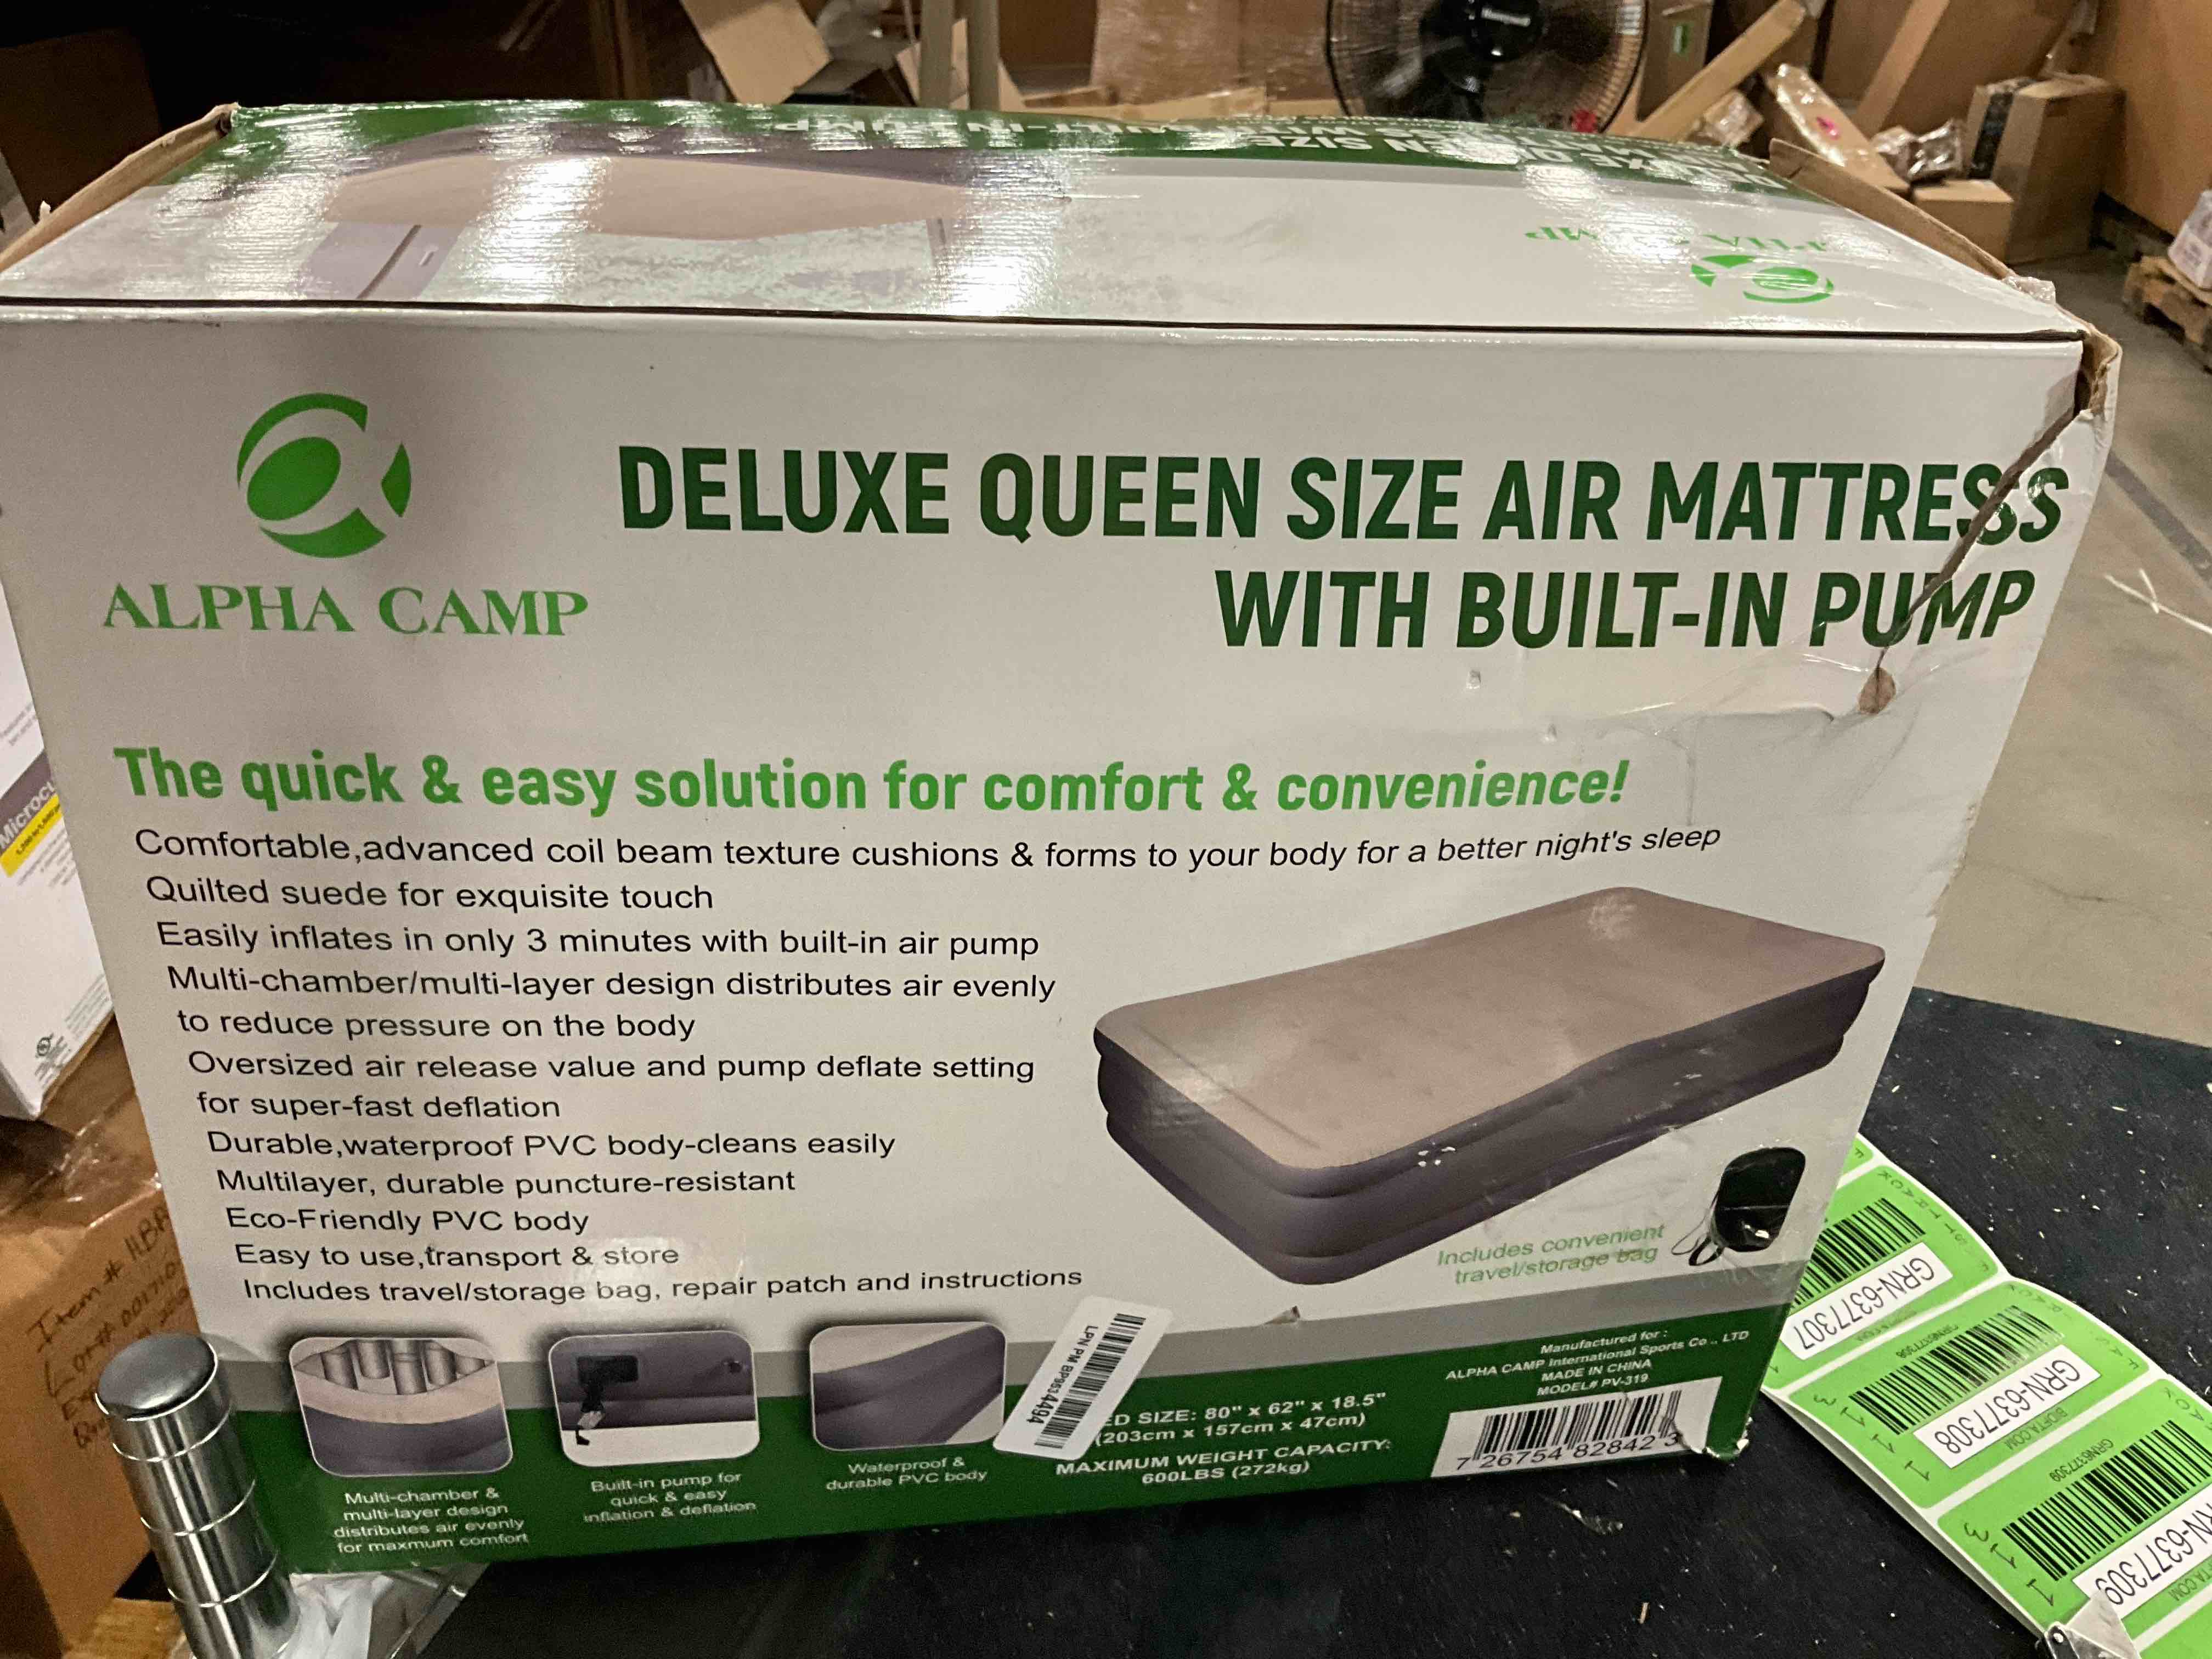 Honeywell
ALPHA CAMP
DELUXE QUEEN SIZE AIR MATTRESS
WITH BUILT-IN PUMP
The quick & easy solution for comfort & convenience!
Comfortable,advanced coil beam texture cushions & forms to your body for a better night's sleep
Quilted suede for exquisite touch
Easily inflates in only 3 minutes with built-in air pump
Multi-chamber/multi-layer design distributes air evenly
to reduce pressure on the body
Oversized air release value and pump deflate setting
for super-fast deflation
Durable,waterproof PVC body-cleans easily
Multilayer, durable puncture-resistant
Eco-Friendly PVC body
Easy to use,transport & store
Includes travel/storage bag, repair patch and instructions
Includes convenient
travel/storage bag
Multi-chamber &
multi-layer design
distributes air evenly
for maxmum comfort
Built-in pump for
quick & easy
inflation & deflation
Waterproof &
durable PVC body
ED SIZE: 80" x 62" x 18.5"
(203cm x 157cm x 47cm)
MAXIMUM WEIGHT CAPACITY:
600LBS (272kg)
Manufactured for :
ALPHA CAMP International Sports Co ., LTD
MADE IN CHINA
MODEL# PV-319
7 26754 82842 3
GRN-6377307
GRN-6377308
GRN6377309
RN-6377309
Item #